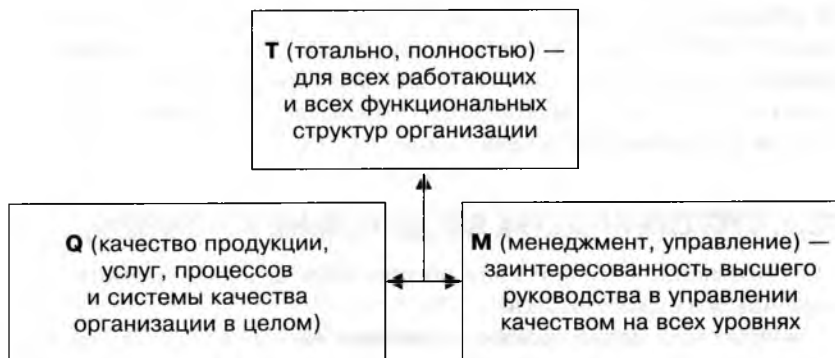 T (тотально, полностью) —
для всех работающих
и всех функциональных
структур организации
Q (качество продукции,
услуг, процессов
и системы качества
организации в целом)
M (менеджмент, управление) —
заинтересованность высшего
руководства в управлении
качеством на всех уровнях